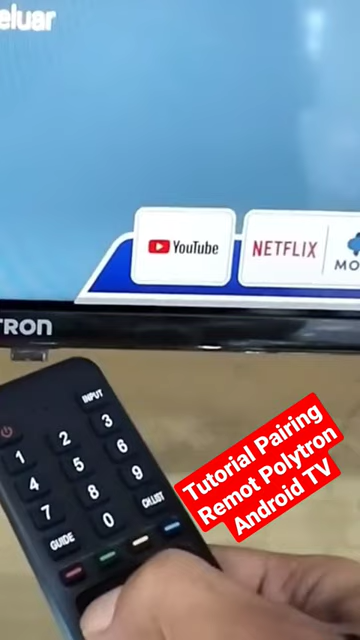 eluar
YouTube
NETFLIX
MO
TRON
INPUT
1 2 3
4 5 6
7 8 9
GUIDE 0 CH.LIST
Tutorial Pairing
Remot Polytron
Android TV